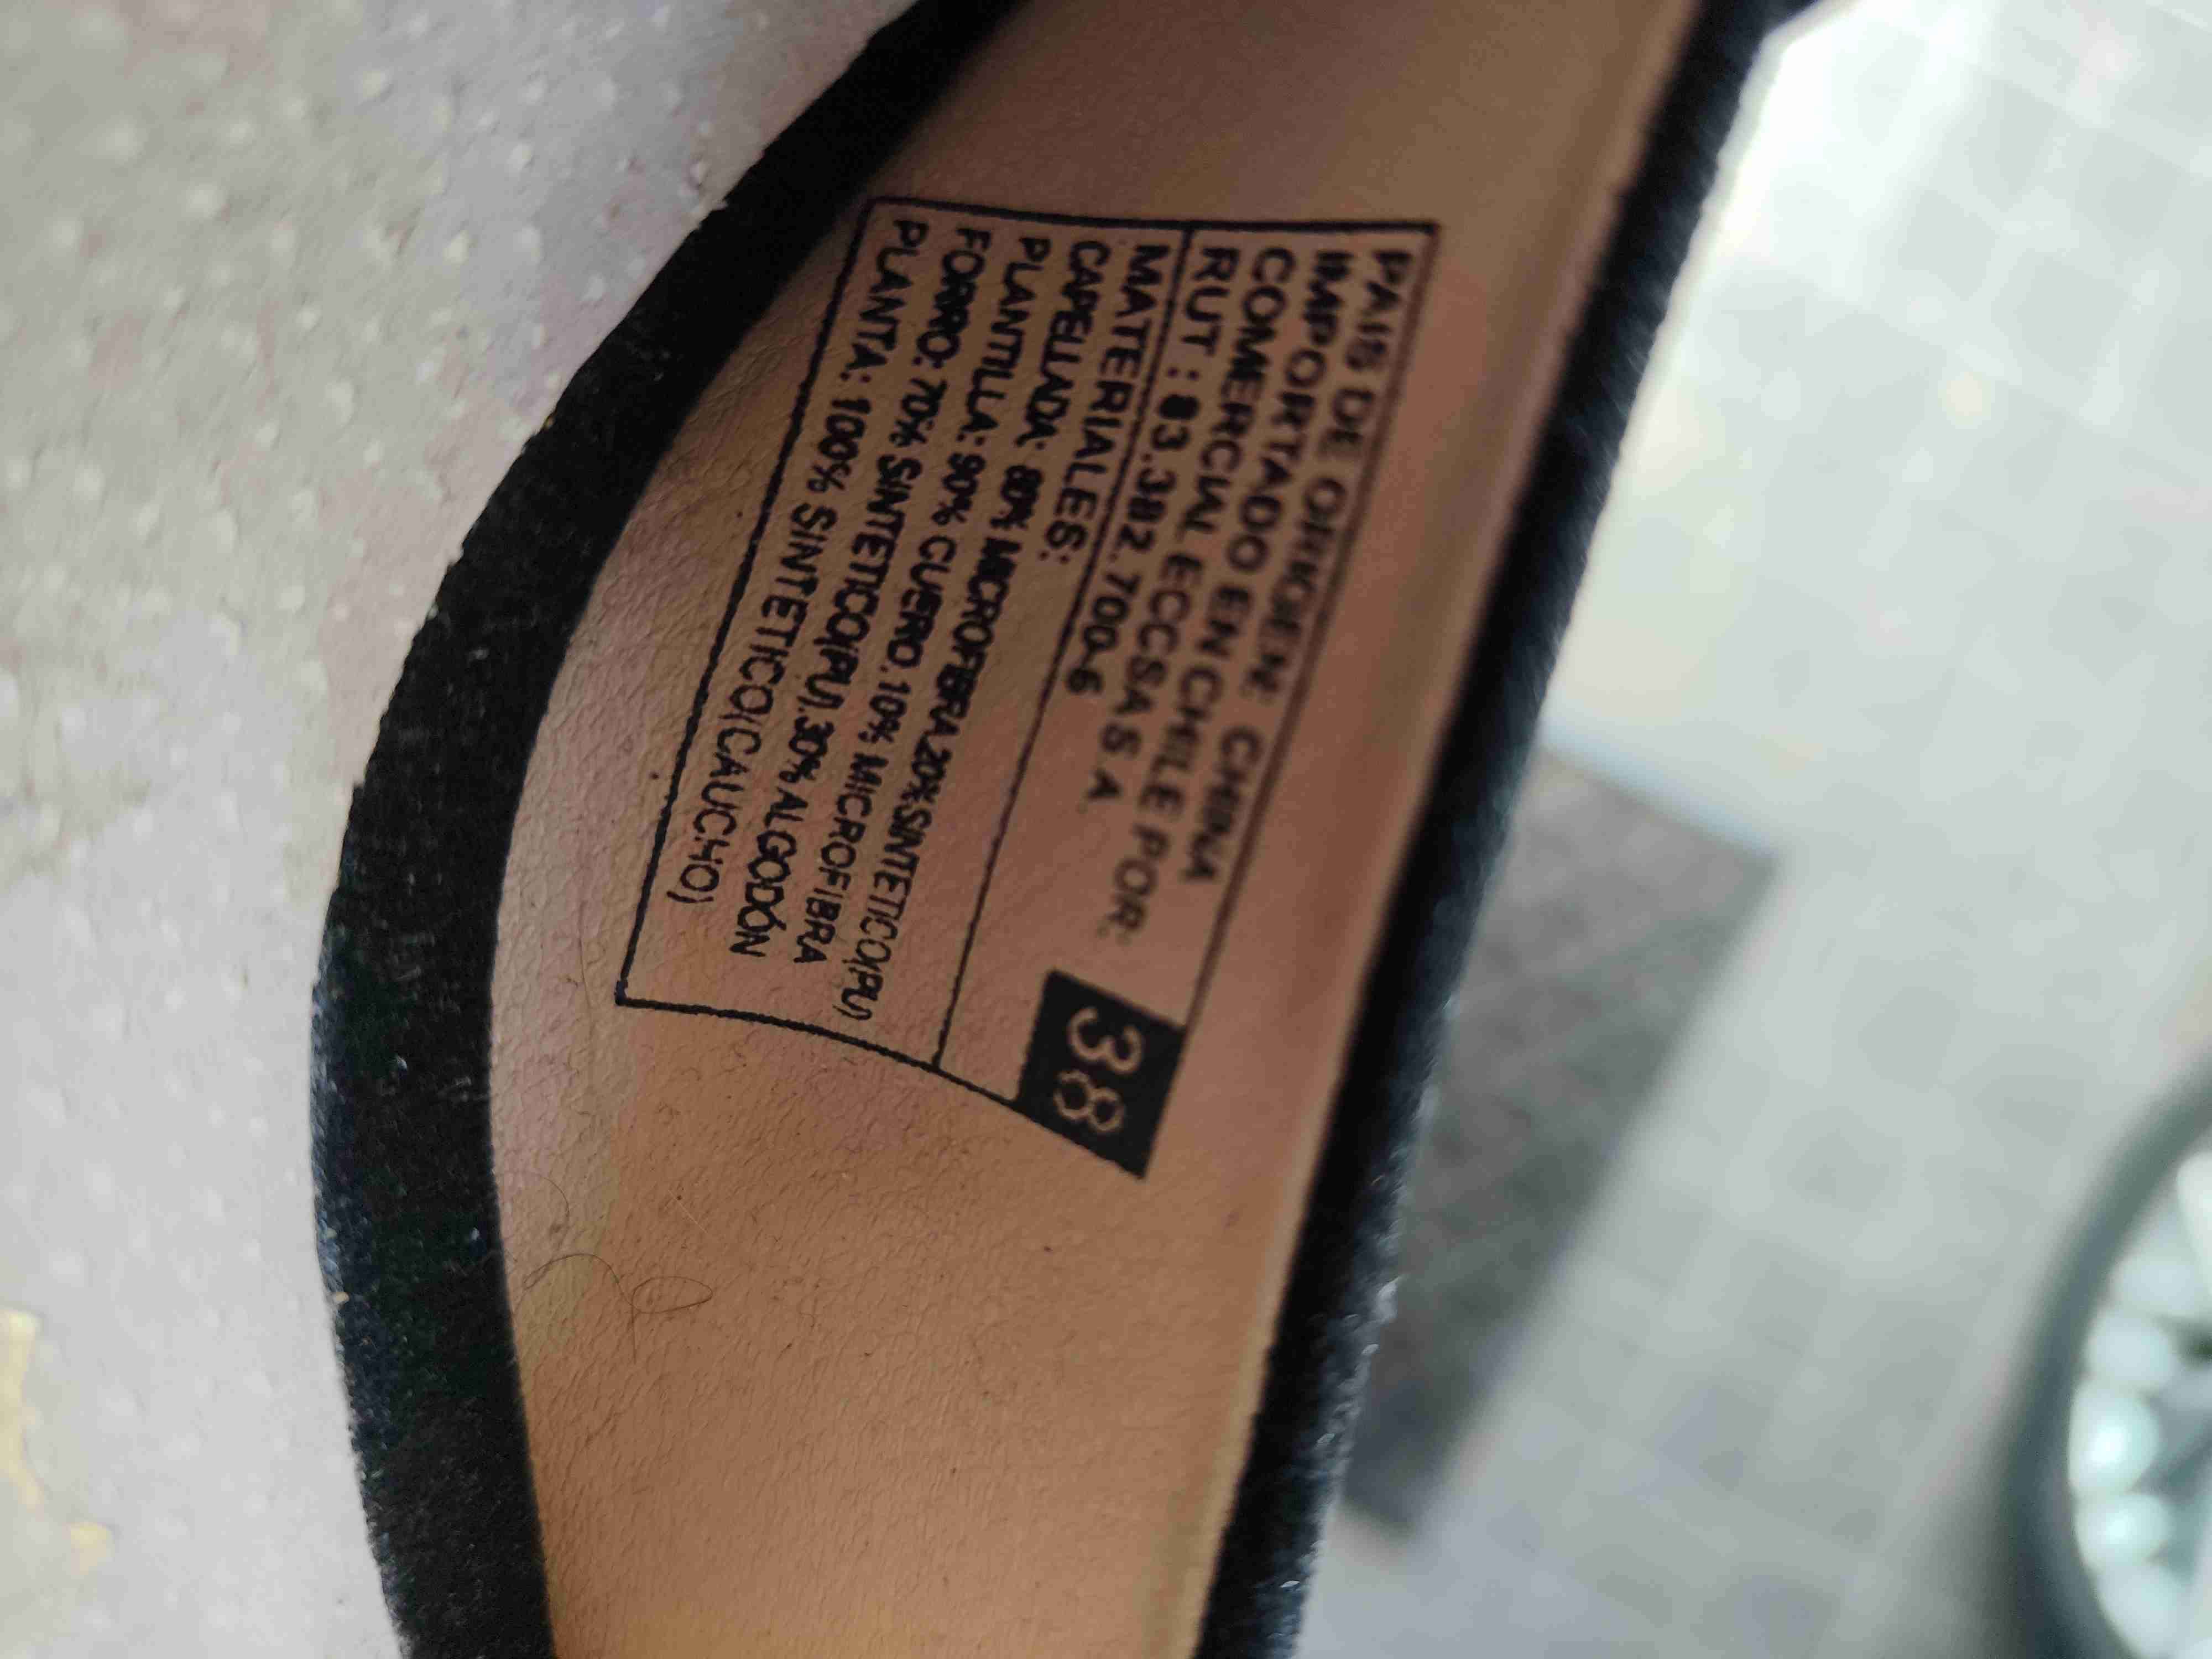 PAIS DE ORIGEN: CHINA
IMPORTADO EN CHILE POR:
COMERCIAL ECCSA S.A.
RUT : 83.382.700-6
38
MATERIALES:
CAPELLADA: 80% MICROFIBRA.20%SINTETICO(PU)
PLANTILLA: 90% CUERO.10% MICROFIBRA
FORRO: 70% SINTETICO(PU).30% ALGODÓN
PLANTA: 100% SINTETICO(CAUCHO)